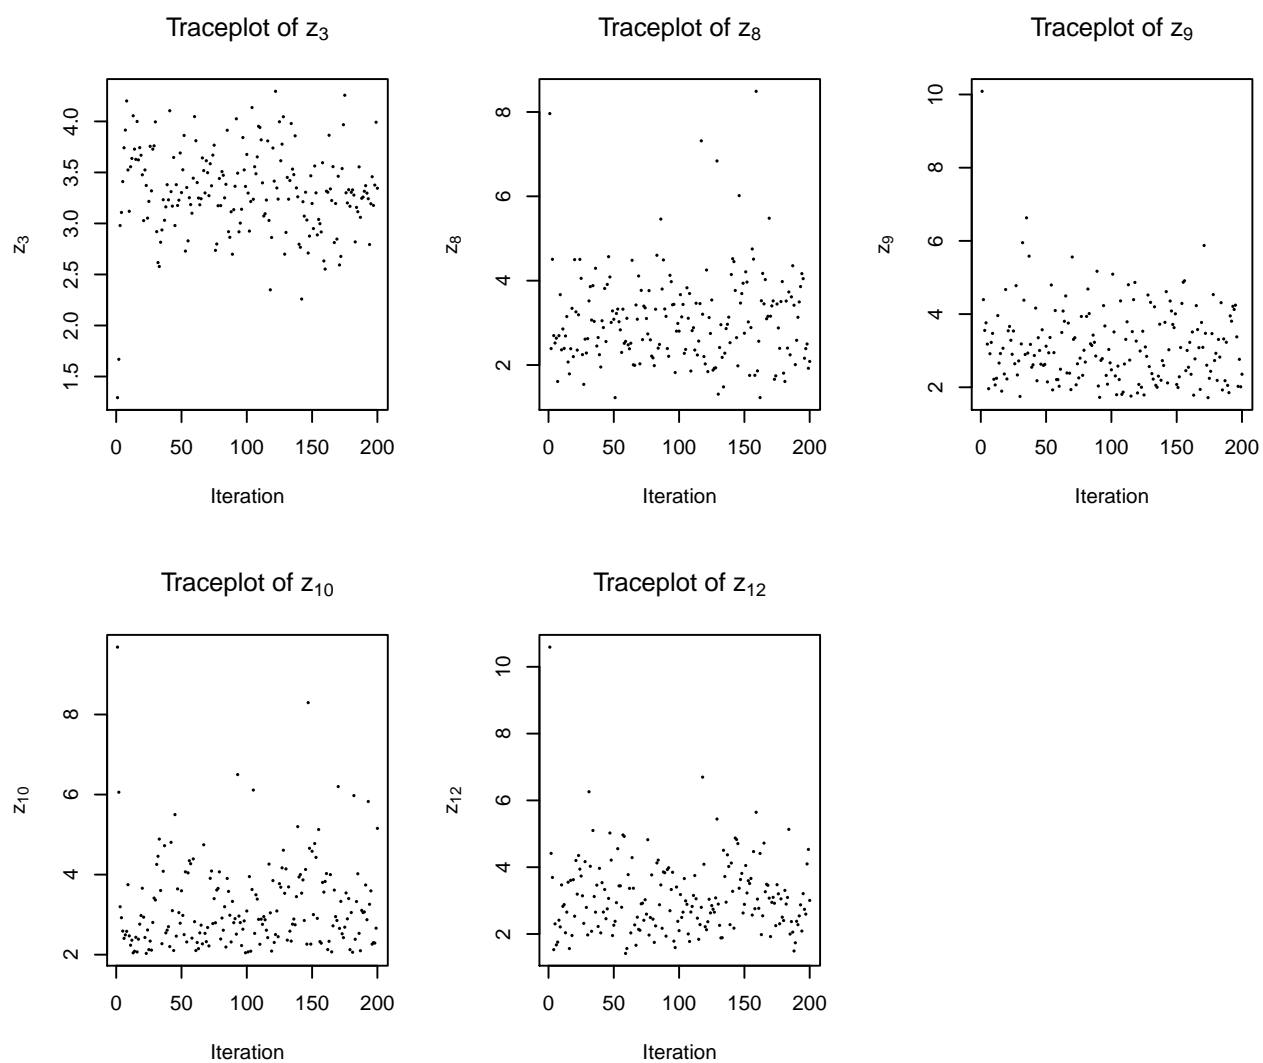 Traceplot of z₃
z₃
4.0
3.5
3.0
2.5
2.0
1.5
0 50 100 150 200
Iteration
Traceplot of z₈
z₈
8
6
4
2
0 50 100 150 200
Iteration
Traceplot of z₉
z₉
10
8
6
4
2
0 50 100 150 200
Iteration
Traceplot of z₁₀
z₁₀
8
6
4
2
0 50 100 150 200
Iteration
Traceplot of z₁₂
z₁₂
10
8
6
4
2
0 50 100 150 200
Iteration